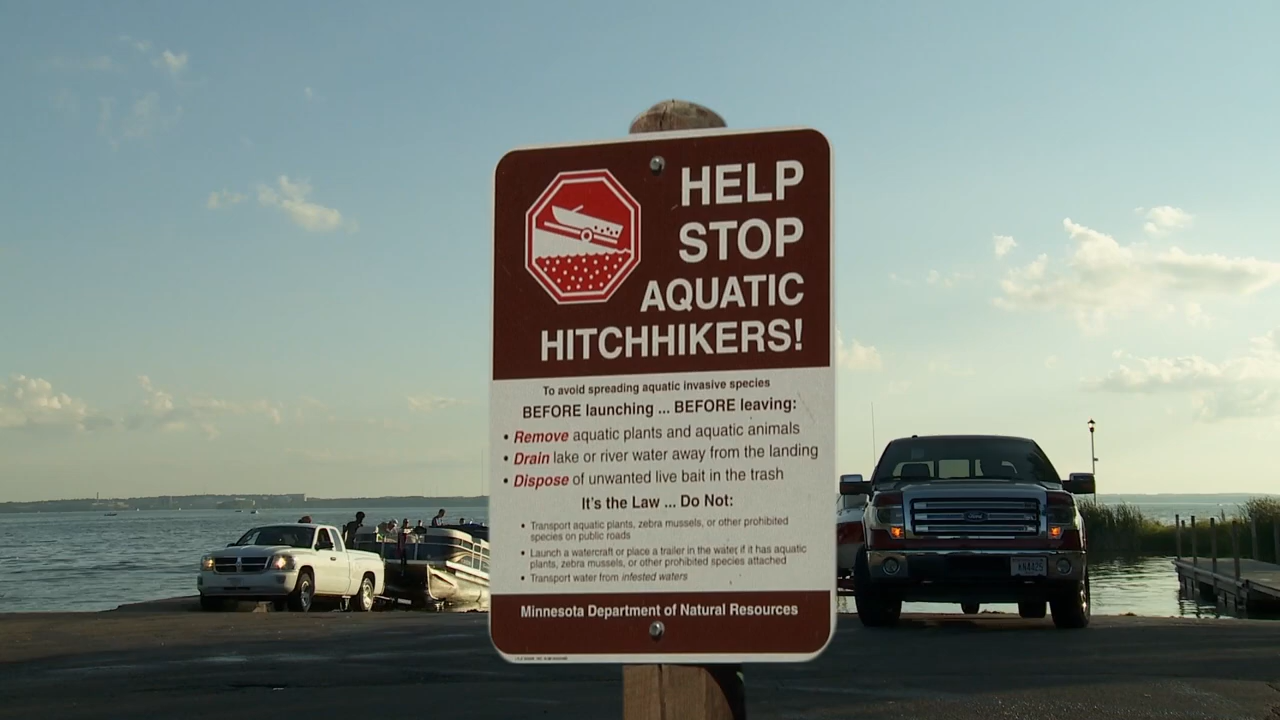 HELP
STOP
AQUATIC
HITCHHIKERS!
To avoid spreading aquatic invasive species
BEFORE launching ... BEFORE leaving:
• Remove aquatic plants and aquatic animals
• Drain lake or river water away from the landing
• Dispose of unwanted live bait in the trash
It's the Law ... Do Not:
• Transport aquatic plants, zebra mussels, or other prohibited
species on public roads
• Launch a watercraft or place a trailer in the water if it has aquatic
plants, zebra mussels, or other prohibited species attached
• Transport water from infested waters
Minnesota Department of Natural Resources
Ford